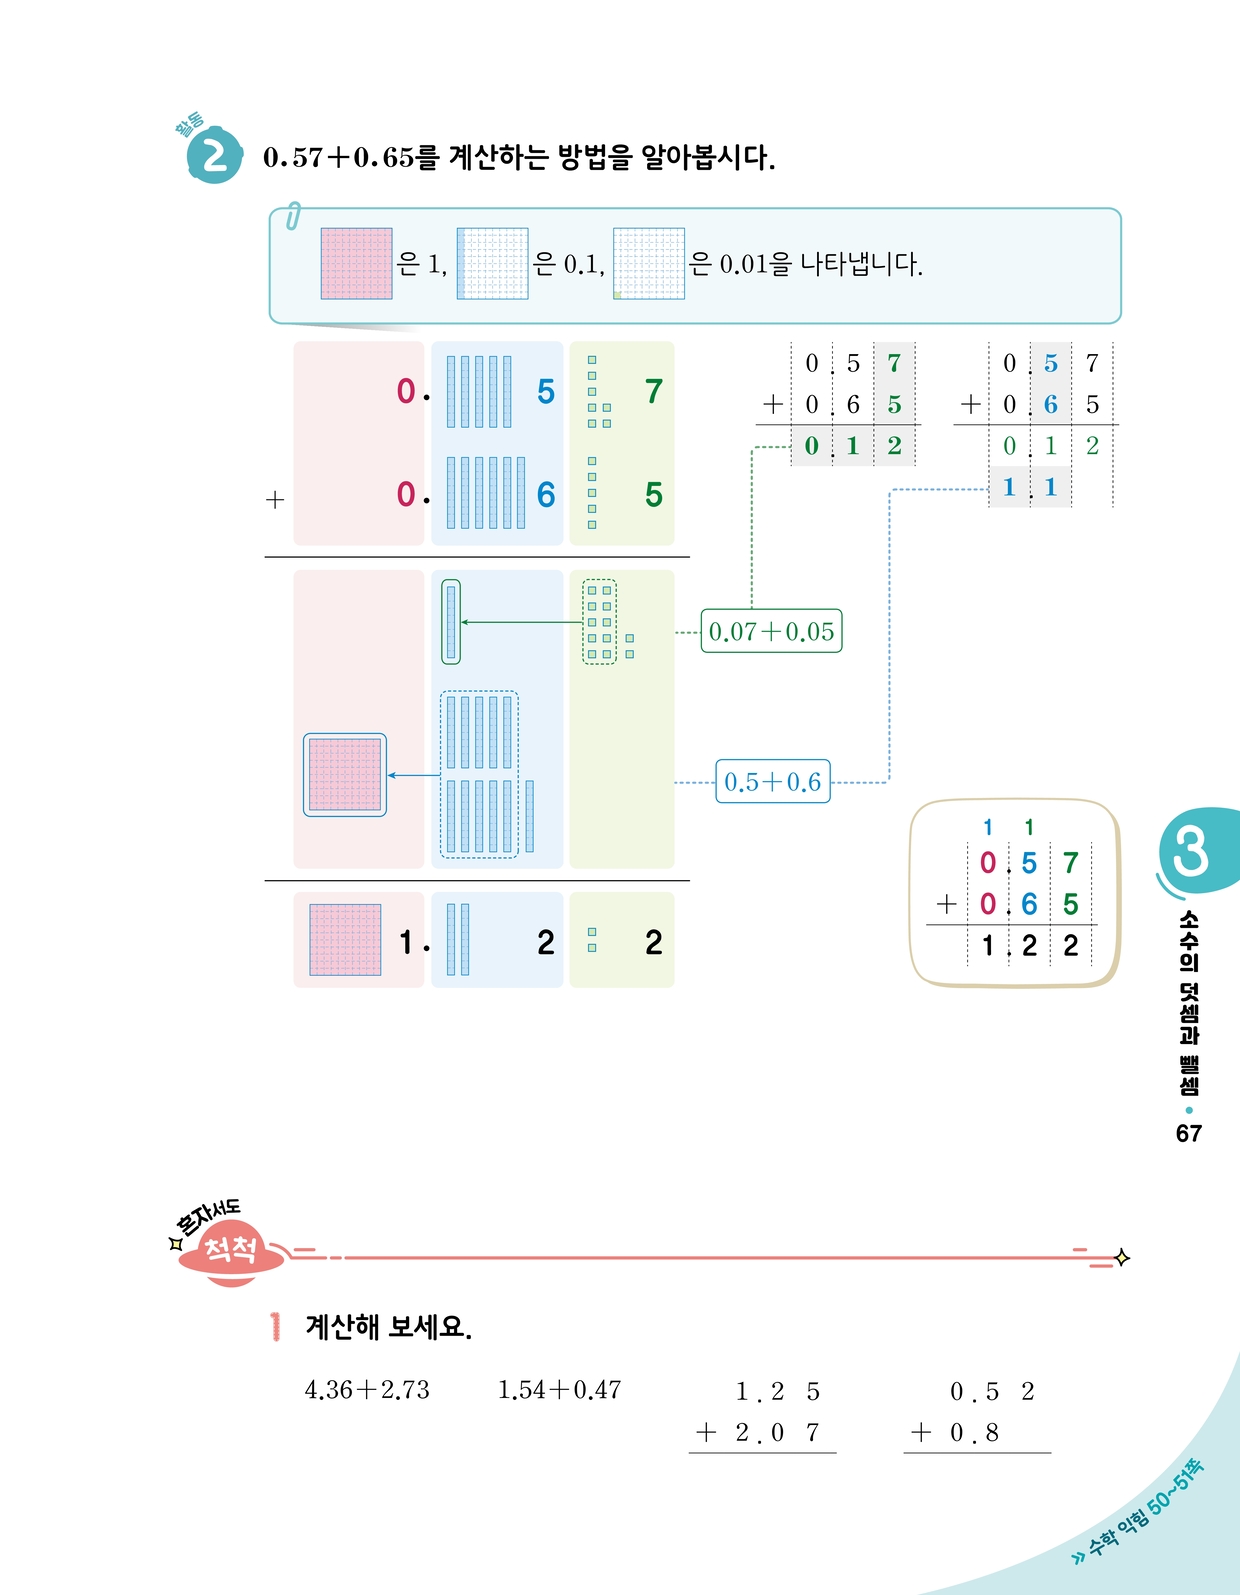 활동
2 0.57+0.65를 계산하는 방법을 알아봅시다.
은 1, 은 0.1, 은 0.01을 나타냅니다.
0. 5 7
+ 0. 6 5
1. 2 2
0.07+0.05
0.5+0.6
0.5 7
+ 0.6 5
0.1 2
0.5 7
+ 0.6 5
0.1 2
1.1
1 1
0.5 7
+ 0.6 5
1.2 2
3
소수의 덧셈과 뺄셈
67
혼자서도
척척
1 계산해 보세요.
4.36+2.73 1.54+0.47
1.2 5
+ 2.0 7
0.5 2
+ 0.8
수학 익힘 50~51쪽